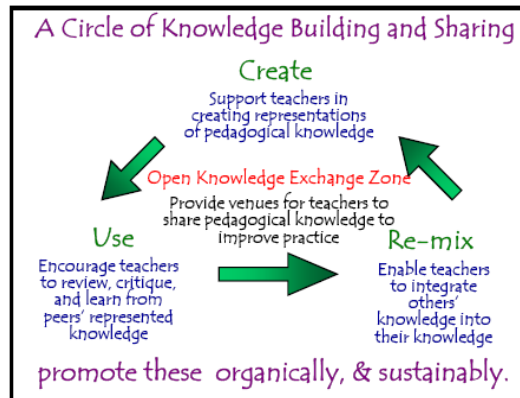 A Circle of Knowledge Building and Sharing
Create
Support teachers in
creating representations
of pedagogical knowledge
Open Knowledge Exchange Zone
Provide venues for teachers to
share pedagogical knowledge to
improve practice
Use
Encourage teachers
to review, critique,
and learn from
peers' represented
knowledge
Re-mix
Enable teachers
to integrate
others'
knowledge into
their knowledge
promote these organically, & sustainably.